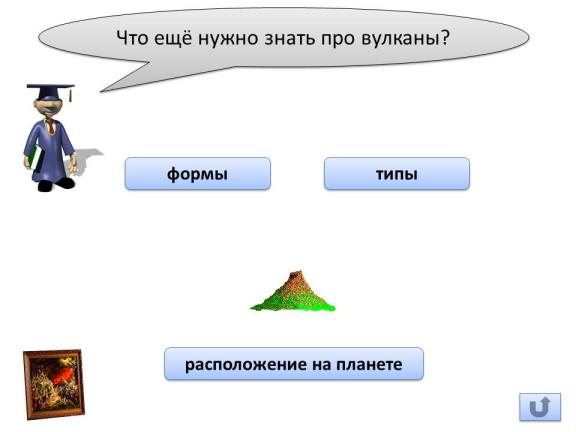 Что ещё нужно знать про вулканы?
формы
типы
расположение на планете